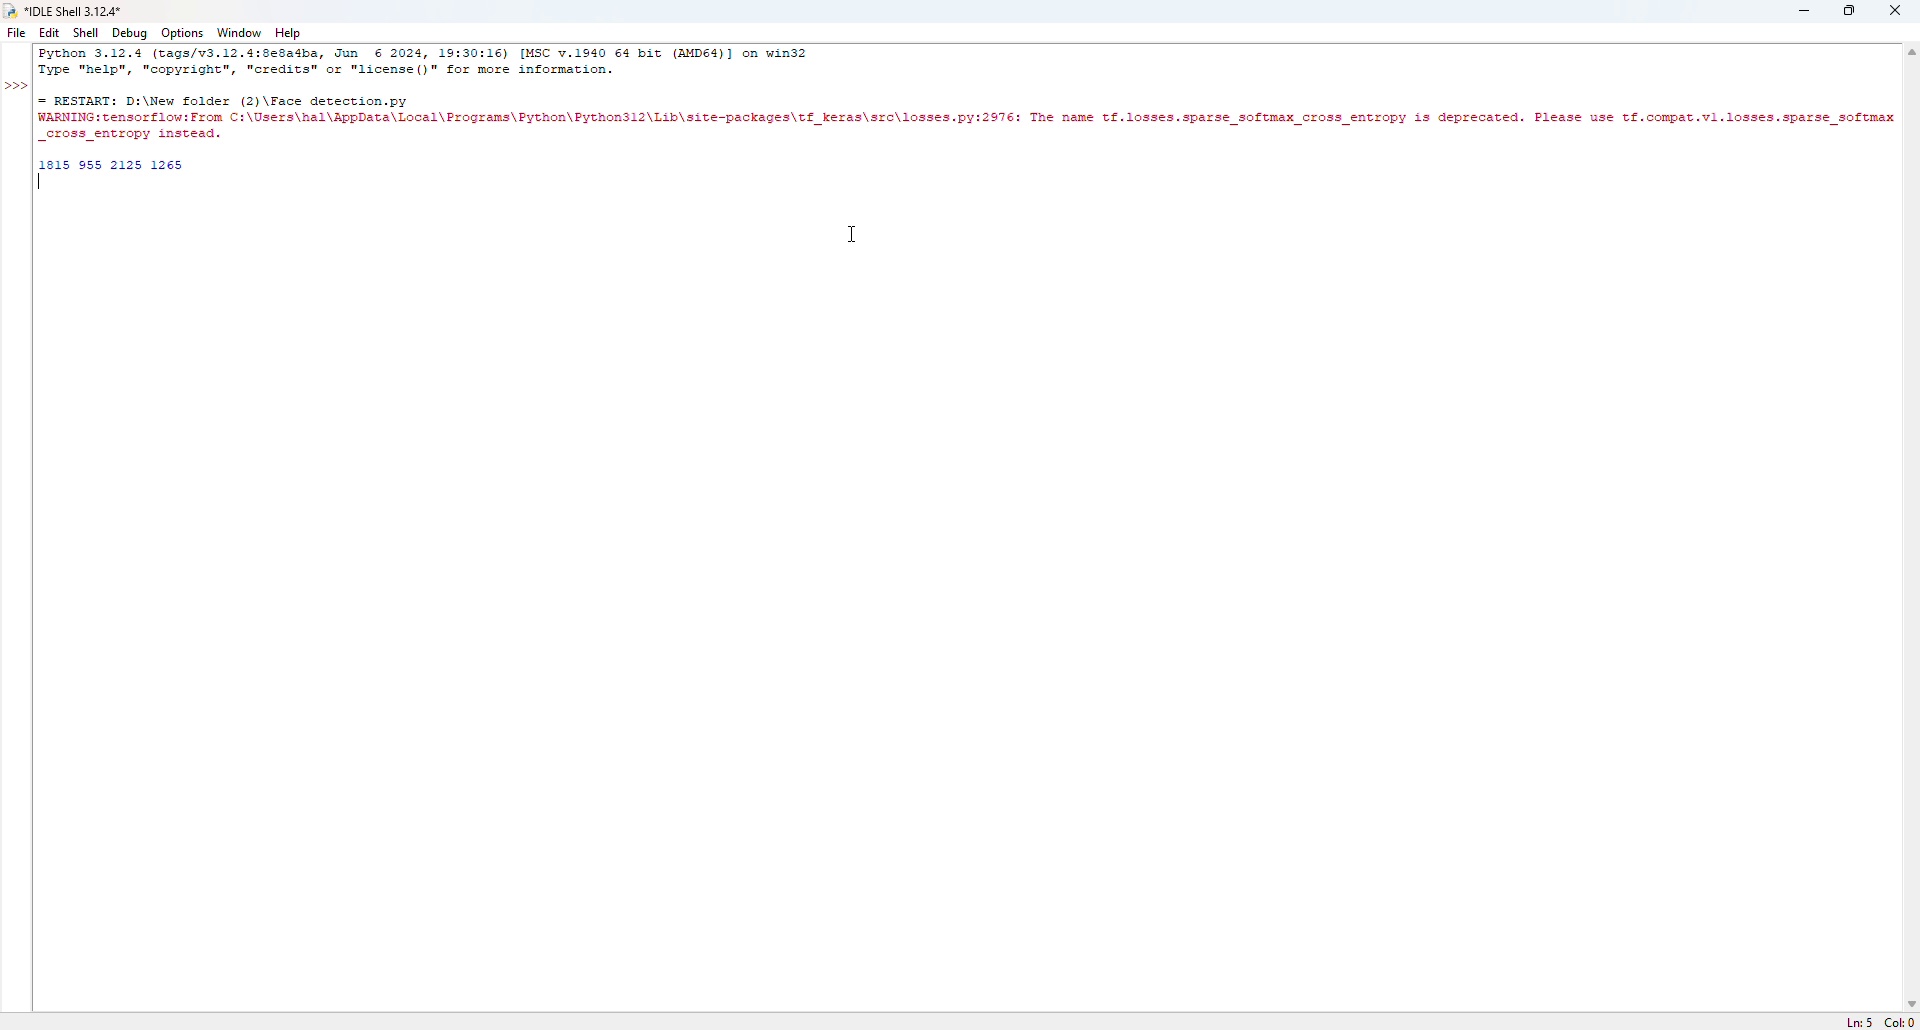 *IDLE Shell 3.12.4*
File Edit Shell Debug Options Window Help
Python 3.12.4 (tags/v3.12.4:8e8a4ba, Jun  6 2024, 19:30:16) [MSC v.1940 64 bit (AMD64)] on win32
Type "help", "copyright", "credits" or "license()" for more information.
>>>
= RESTART: D:\New folder (2)\Face detection.py
WARNING:tensorflow:From C:\Users\hal\AppData\Local\Programs\Python\Python312\Lib\site-packages\tf_keras\src\losses.py:2976: The name tf.losses.sparse_softmax_cross_entropy is deprecated. Please use tf.compat.v1.losses.sparse_softmax
_cross_entropy instead.
1815 955 2125 1265
Ln: 5 Col: 0